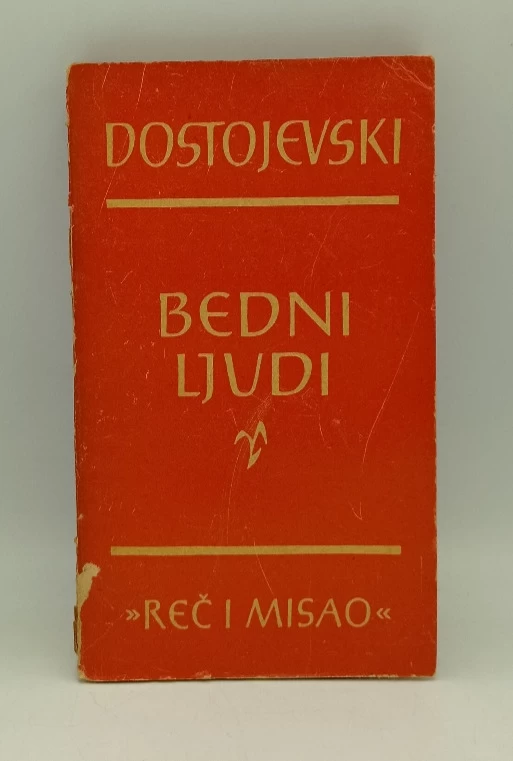 DOSTOJEVSKI
BEDNI
LJUDI
»REČ I MISAO«